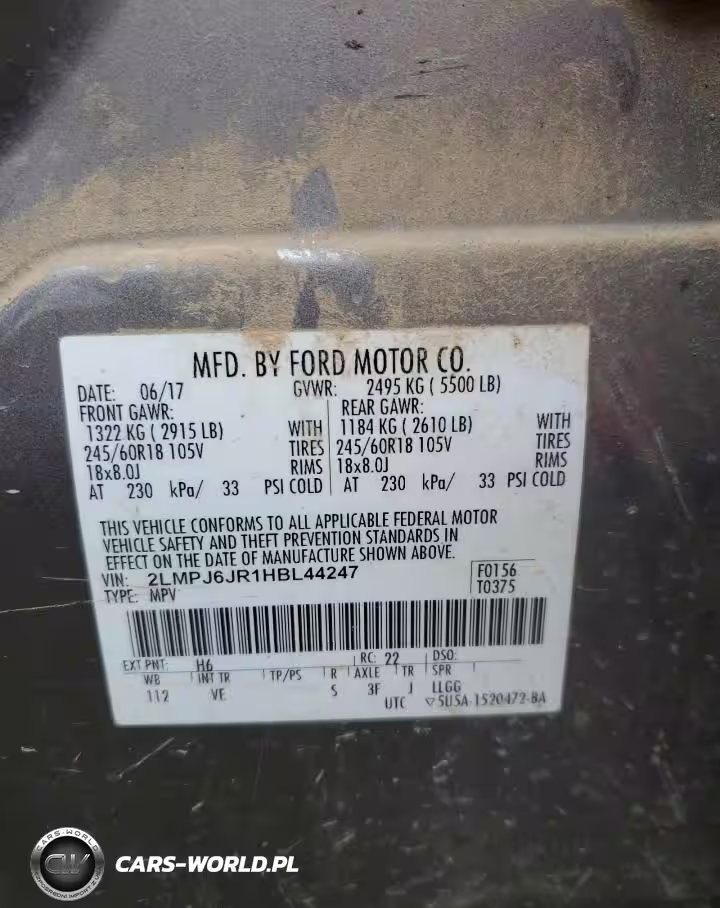 MFD. BY FORD MOTOR CO.
DATE: 06/17 GVWR: 2495 KG ( 5500 LB)
FRONT GAWR: REAR GAWR:
1322 KG ( 2915 LB) WITH 1184 KG ( 2610 LB) WITH
245/60R18 105V TIRES 245/60R18 105V TIRES
18x8.0J RIMS 18x8.0J RIMS
AT 230 kPa/ 33 PSI COLD AT 230 kPa/ 33 PSI COLD
THIS VEHICLE CONFORMS TO ALL APPLICABLE FEDERAL MOTOR
VEHICLE SAFETY AND THEFT PREVENTION STANDARDS IN
EFFECT ON THE DATE OF MANUFACTURE SHOWN ABOVE.
VIN: 2LMPJ6JR1HBL44247 F0156
TYPE: MPV T0375
EXT PNT: H6 RC: 22 DSO:
WB INT TR TP/PS R AXLE TR SPR
112 VE S 3F J LLGG
UTC ▽5U5A-1520472-BA
CARS-WORLD
CW
CARS-WORLD.PL